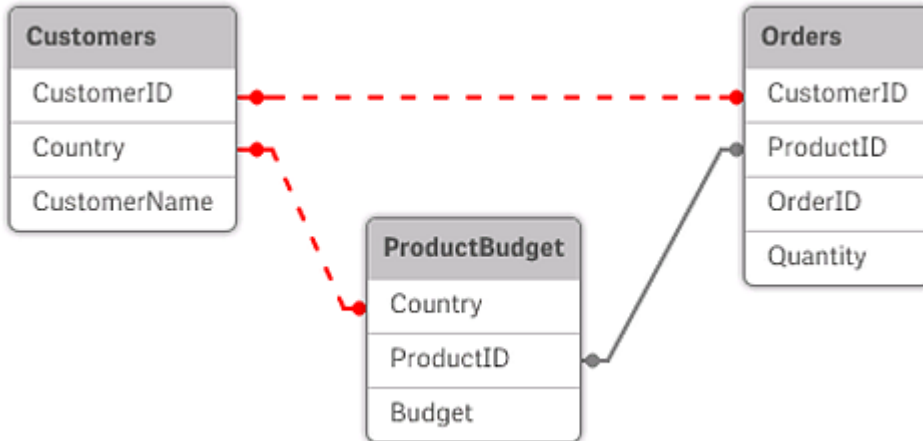 Customers
CustomerID
Country
CustomerName
Orders
CustomerID
ProductID
OrderID
Quantity
ProductBudget
Country
ProductID
Budget